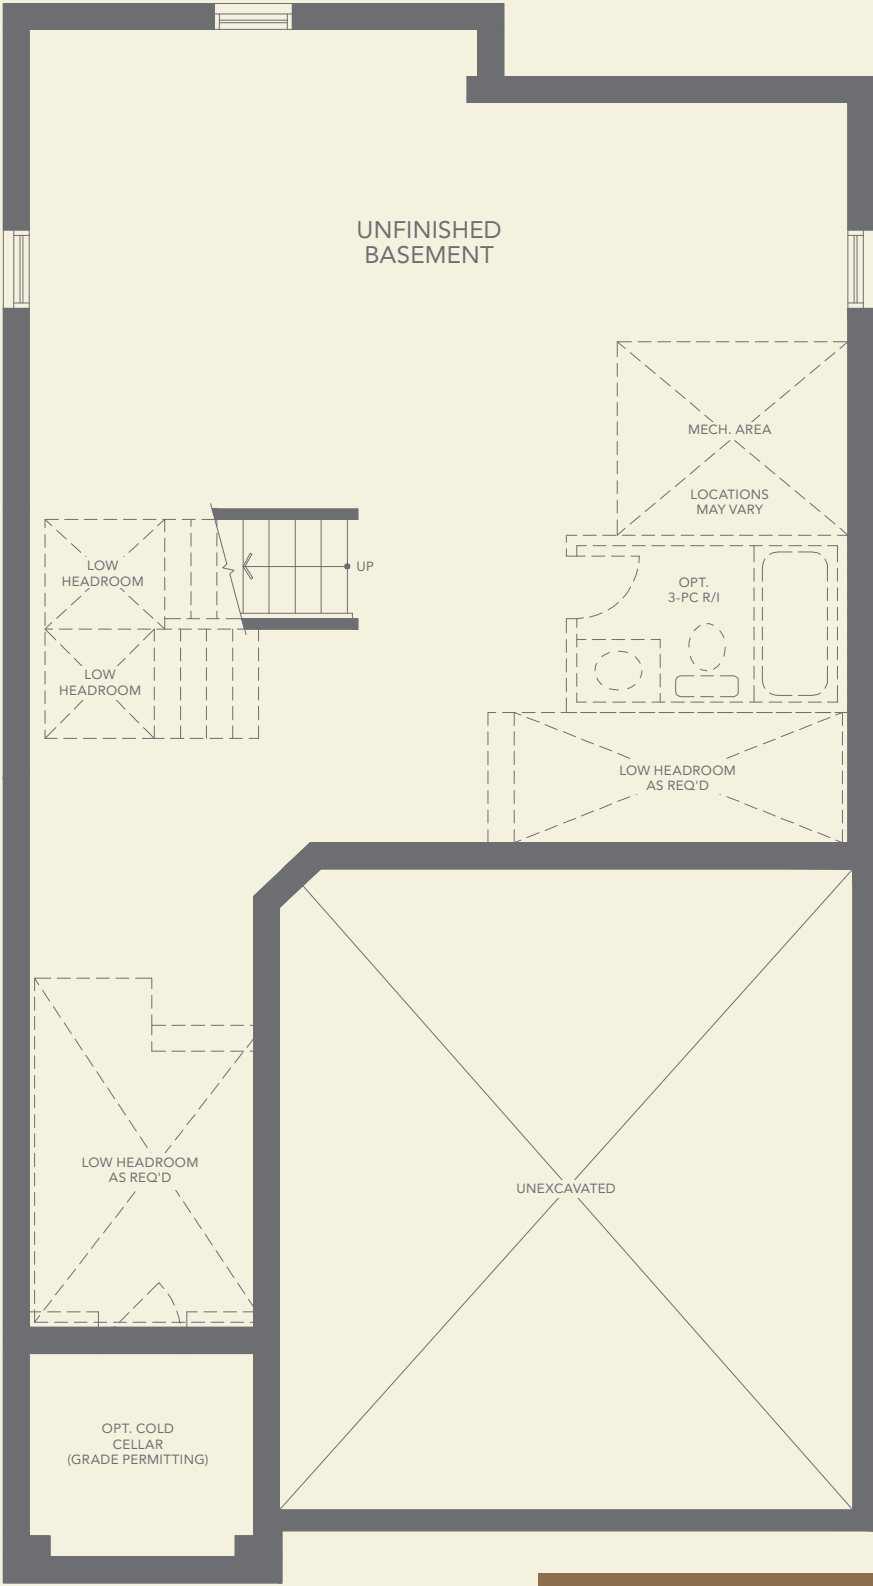 UNFINISHED
BASEMENT
MECH. AREA
LOCATIONS
MAY VARY
LOW
HEADROOM
UP
OPT.
3-PC R/I
LOW
HEADROOM
LOW HEADROOM
AS REQ'D
LOW HEADROOM
AS REQ'D
UNEXCAVATED
OPT. COLD
CELLAR
(GRADE PERMITTING)